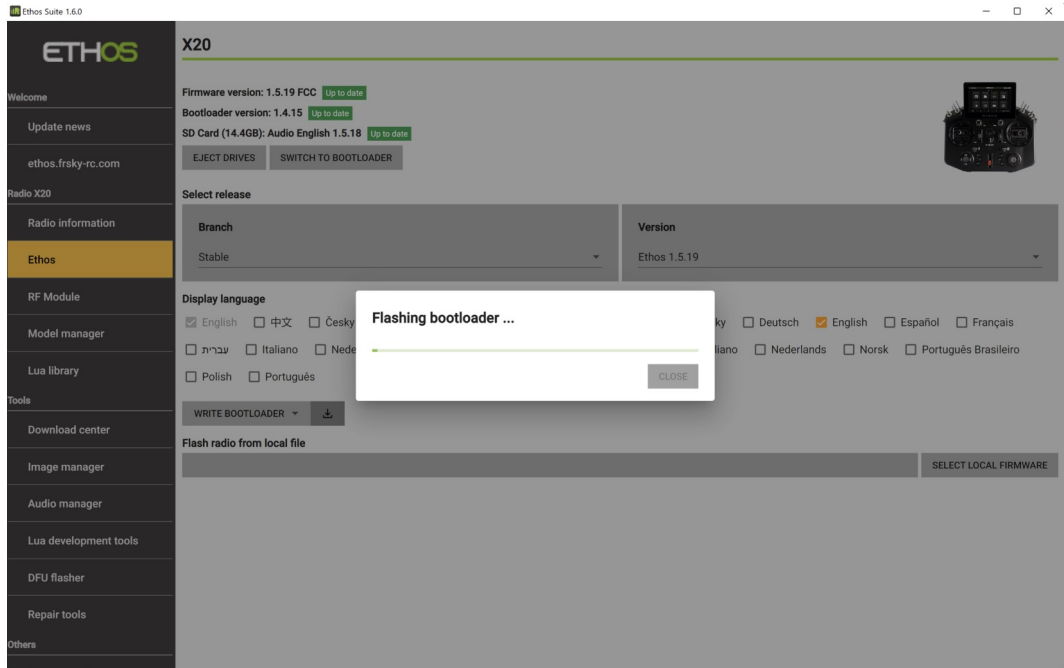 Ethos Suite 1.6.0
ETHOS
Welcome
Update news
ethos.frsky-rc.com
Radio X20
Radio information
Ethos
RF Module
Model manager
Lua library
Tools
Download center
Image manager
Audio manager
Lua development tools
DFU flasher
Repair tools
Others
X20
Firmware version: 1.5.19 FCC Up to date
Bootloader version: 1.4.15 Up to date
SD Card (14.4GB): Audio English 1.5.18 Up to date
EJECT DRIVES SWITCH TO BOOTLOADER
Select release
Branch Version
Stable Ethos 1.5.19
Display language
English 中文 Česky ky Deutsch English Español Français
עברית Italiano Nede liano Nederlands Norsk Português Brasileiro
Polish Português
Flashing bootloader ...
CLOSE
WRITE BOOTLOADER
Flash radio from local file
SELECT LOCAL FIRMWARE